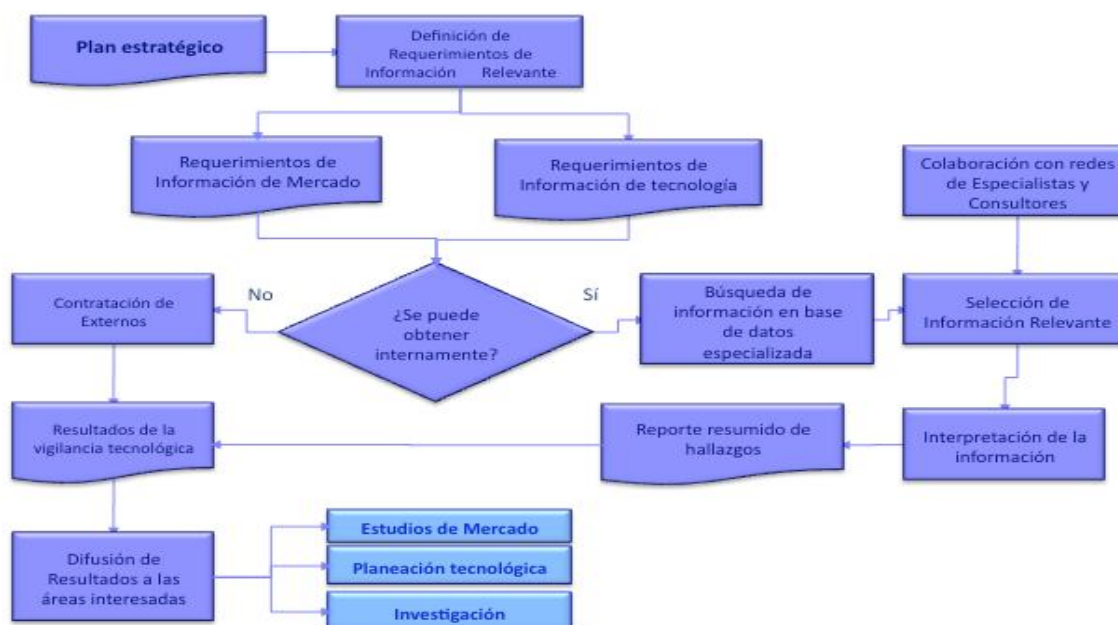 Plan estratégico
Definición de
Requerimientos de
Información Relevante
Requerimientos de
Información de Mercado
Requerimientos de
Información de tecnología
Colaboración con redes
de Especialistas y
Consultores
Contratación de
Externos
No
¿Se puede
obtener
internamente?
Sí
Búsqueda de
información en base
de datos
especializada
Selección de
Información Relevante
Resultados de la
vigilancia tecnológica
Reporte resumido de
hallazgos
Interpretación de la
información
Difusión de
Resultados a las
áreas interesadas
Estudios de Mercado
Planeación tecnológica
Investigación